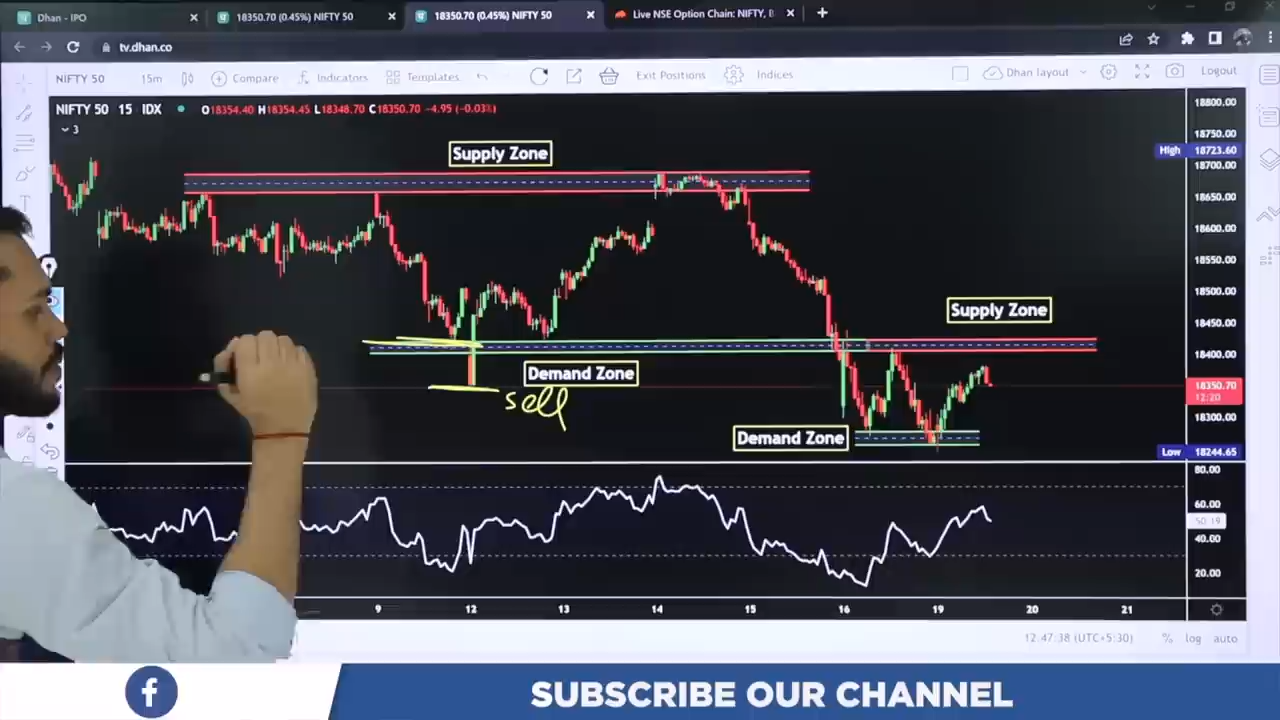 Dhan - IPO
18350.70 (0.45%) NIFTY 50
18350.70 (0.45%) NIFTY 50
Live NSE Option Chain: NIFTY, B
tv.dhan.co
NIFTY 50
15m
Compare
Indicators
Templates
Exit Positions
Indices
Dhan layout
Logout
NIFTY 50 15 IDX O18354.40 H18354.45 L18348.70 C18350.70 -4.95 (-0.03%)
3
Supply Zone
Supply Zone
Demand Zone
sell
Demand Zone
18800.00
18750.00
High 18723.60
18700.00
18650.00
18600.00
18550.00
18500.00
18450.00
18400.00
18350.70
12:20
18300.00
Low 18244.65
80.00
60.00
50.19
40.00
20.00
9 12 13 14 15 16 19 20 21
12:47:38 (UTC+5:30) % log auto
f SUBSCRIBE OUR CHANNEL